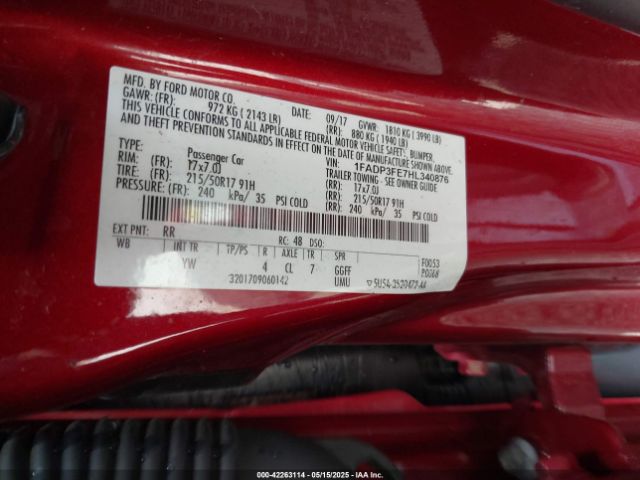 MFD. BY FORD MOTOR CO.
DATE: 09/17 GVWR: 1810 KG ( 3990 LB)
GAWR: (FR): 972 KG ( 2143 LB) (RR): 880 KG ( 1940 LB)
THIS VEHICLE CONFORMS TO ALL APPLICABLE FEDERAL MOTOR VEHICLE SAFETY, BUMPER,
AND THEFT PREVENTION STANDARDS IN EFFECT ON THE DATE OF MANUFACTURE SHOWN ABOVE.
VIN: 1FADP3FE7HL340876
TYPE: Passenger Car TRAILER TOWING - SEE OWNER GUIDE
RIM: (FR): 17x7.0J (RR): 17x7.0J
TIRE: (FR): 215/50R17 91H (RR): 215/50R17 91H
PRESSURE: (FR): 240 kPa/ 35 PSI COLD (RR): 240 kPa/ 35 PSI COLD
EXT PNT: RR RC: 48 DSO:
WB INT TR TP/PS R AXLE TR SPR F0053
YW 4 CL 7 GGFF
3201709060142 UMU
00-42263114 - 05/15/2025 - IAAI.COM